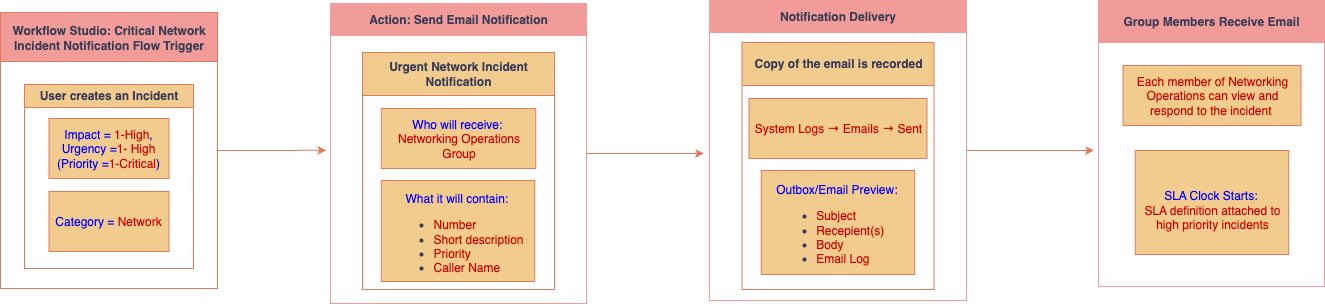 Workflow Studio: Critical Network
Incident Notification Flow Trigger
User creates an Incident
Impact = 1-High,
Urgency =1- High
(Priority =1-Critical)
Category = Network
Action: Send Email Notification
Urgent Network Incident
Notification
Who will receive:
Networking Operations
Group
What it will contain:
• Number
• Short description
• Priority
• Caller Name
Notification Delivery
Copy of the email is recorded
System Logs → Emails → Sent
Outbox/Email Preview:
• Subject
• Recepient(s)
• Body
• Email Log
Group Members Receive Email
Each member of Networking
Operations can view and
respond to the incident
SLA Clock Starts:
SLA definition attached to
high priority incidents